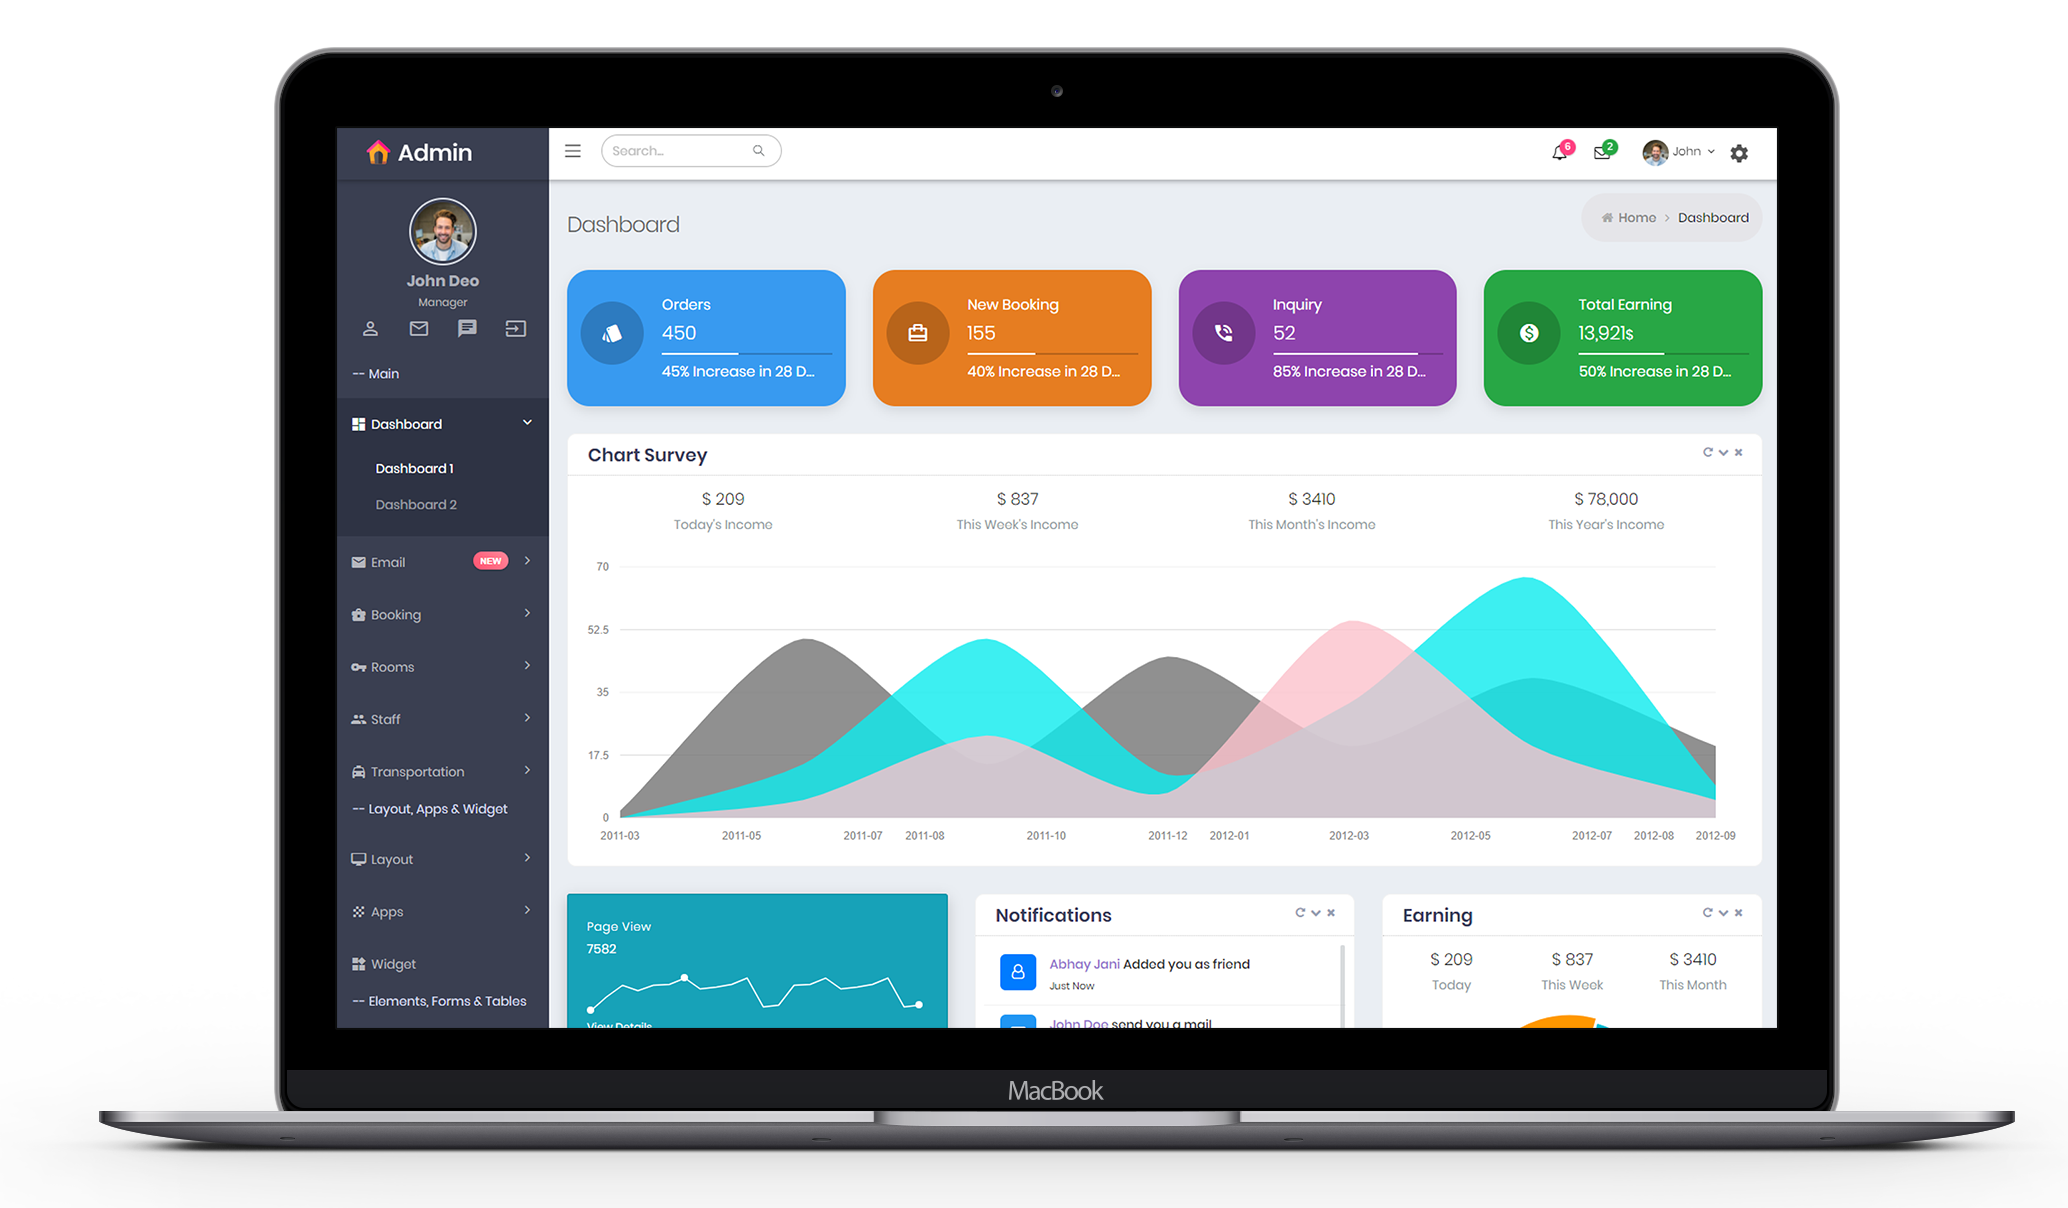 Admin
Search...
6
2
John
John Deo
Manager
-- Main
Dashboard
Dashboard 1
Dashboard 2
Email
NEW
Booking
Rooms
Staff
Transportation
-- Layout, Apps & Widget
Layout
Apps
Widget
-- Elements, Forms & Tables
Dashboard
Home > Dashboard
Orders
450
45% Increase in 28 D...
New Booking
155
40% Increase in 28 D...
Inquiry
52
85% Increase in 28 D...
Total Earning
13,921$
50% Increase in 28 D...
Chart Survey
$ 209
Today's Income
$ 837
This Week's Income
$ 3410
This Month's Income
$ 78,000
This Year's Income
70
52.5
35
17.5
0
2011-03 2011-05 2011-07 2011-08 2011-10 2011-12 2012-01 2012-03 2012-05 2012-07 2012-08 2012-09
Page View
7582
View Details
Notifications
Abhay Jani Added you as friend
Just Now
John Doe send you a mail
Earning
$ 209
Today
$ 837
This Week
$ 3410
This Month
MacBook